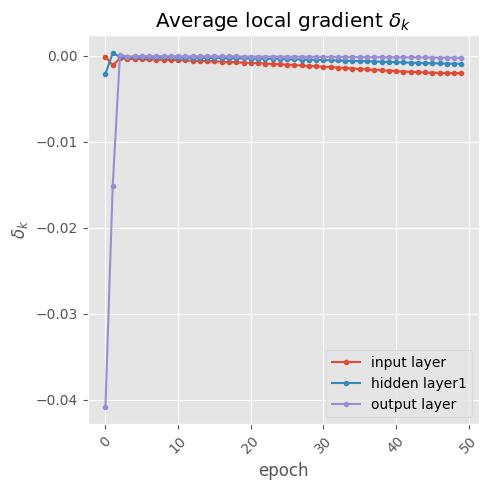 Average local gradient δₖ
0.00
−0.01
−0.02
−0.03
−0.04
δₖ
0
10
20
30
40
50
epoch
input layer
hidden layer1
output layer